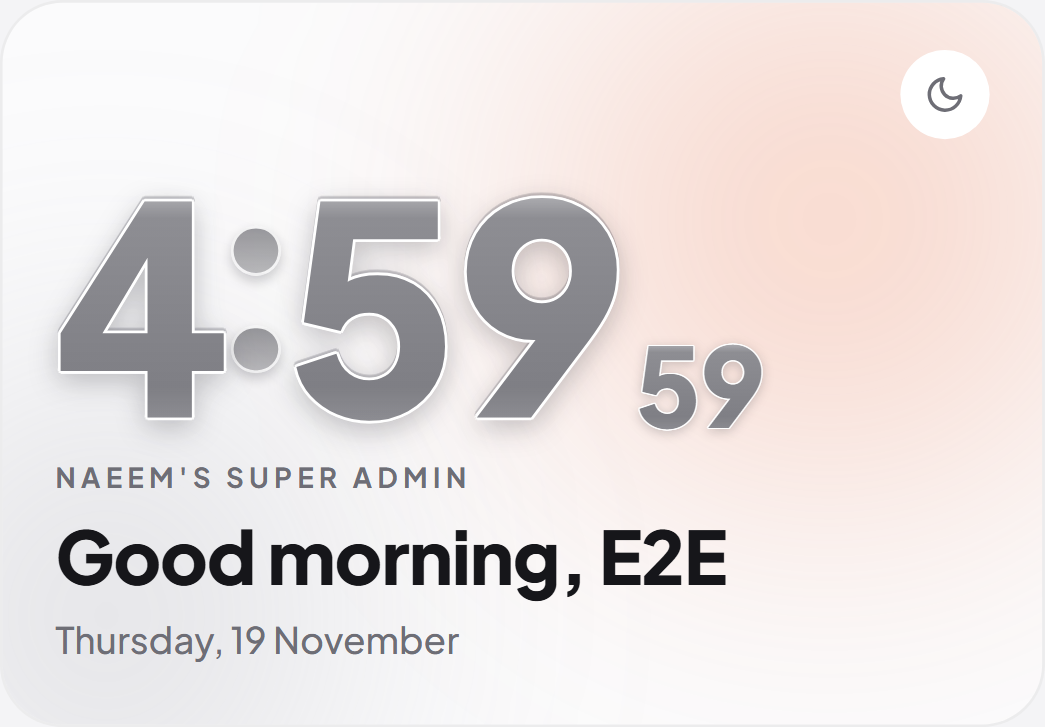 4:59 59
NAEEM'S SUPER ADMIN
Good morning, E2E
Thursday, 19 November